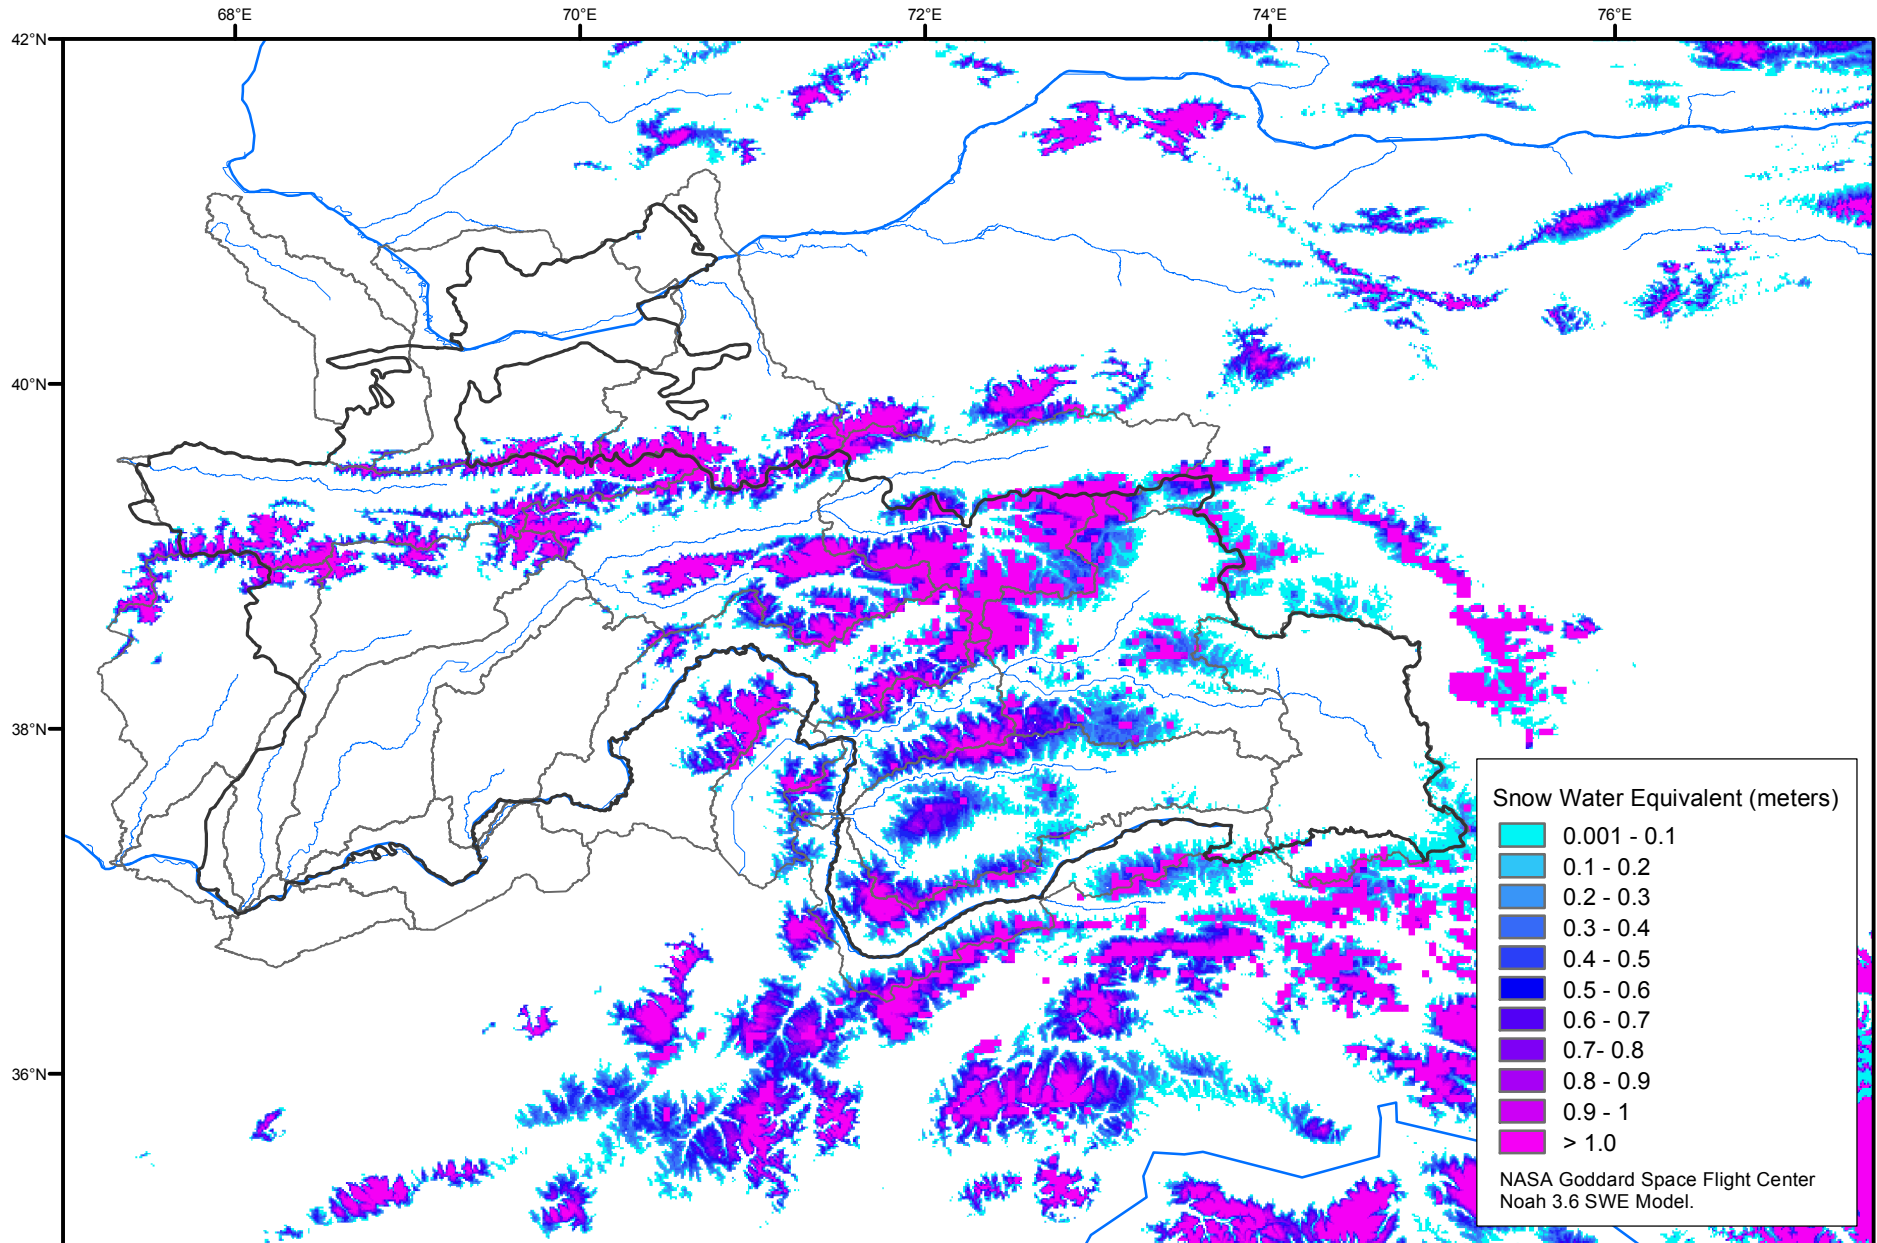 68°E
70°E
72°E
74°E
76°E
42°N
40°N
38°N
36°N
Snow Water Equivalent (meters)
0.001 - 0.1
0.1 - 0.2
0.2 - 0.3
0.3 - 0.4
0.4 - 0.5
0.5 - 0.6
0.6 - 0.7
0.7- 0.8
0.8 - 0.9
0.9 - 1
> 1.0
NASA Goddard Space Flight Center
Noah 3.6 SWE Model.